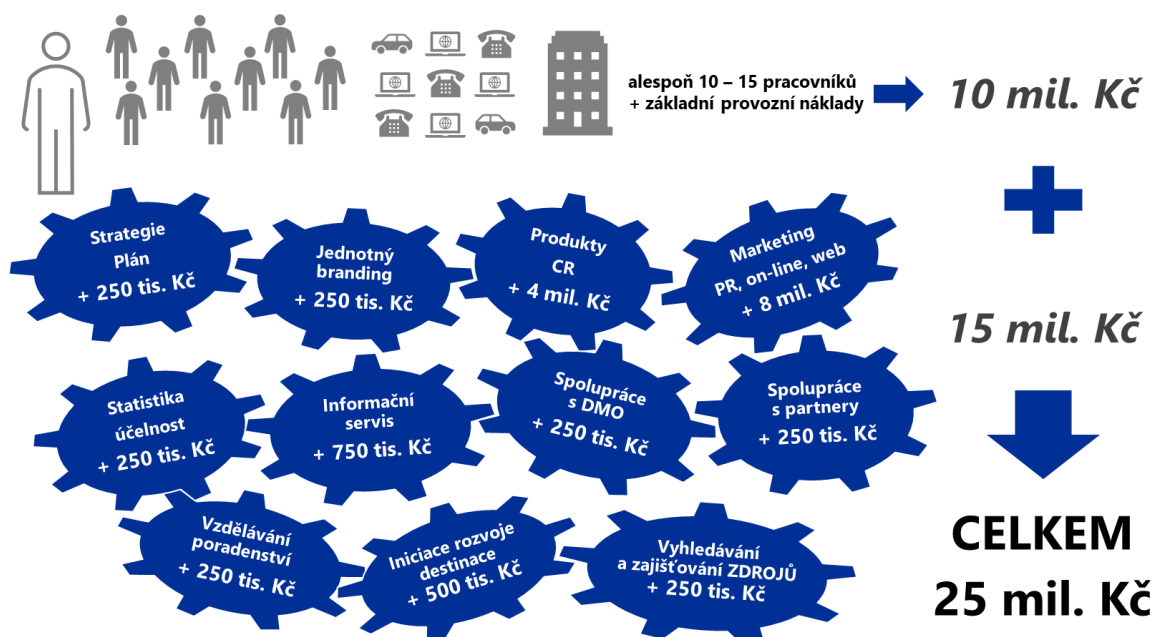 alespoň 10 – 15 pracovníků
+ základní provozní náklady
10 mil. Kč
Strategie
Plán
+ 250 tis. Kč
Jednotný
branding
+ 250 tis. Kč
Produkty
CR
+ 4 mil. Kč
Marketing
PR, on-line, web
+ 8 mil. Kč
15 mil. Kč
Statistika
účelnost
+ 250 tis. Kč
Informační
servis
+ 750 tis. Kč
Spolupráce
s DMO
+ 250 tis. Kč
Spolupráce
s partnery
+ 250 tis. Kč
Vzdělávání
poradenství
+ 250 tis. Kč
Iniciace rozvoje
destinace
+ 500 tis. Kč
Vyhledávání
a zajišťování ZDROJŮ
+ 250 tis. Kč
CELKEM
25 mil. Kč